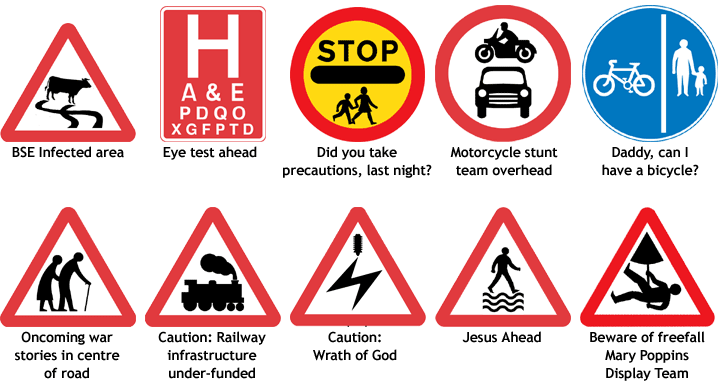 H
A & E
PDQO
XGFPTD
STOP
BSE Infected area
Eye test ahead
Did you take
precautions, last night?
Motorcycle stunt
team overhead
Daddy, can I
have a bicycle?
Oncoming war
stories in centre
of road
Caution: Railway
infrastructure
under-funded
Caution:
Wrath of God
Jesus Ahead
Beware of freefall
Mary Poppins
Display Team